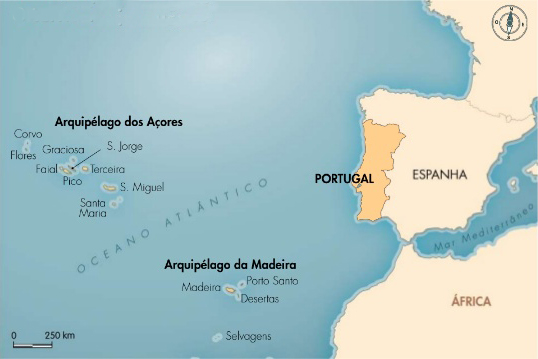 N
S
Arquipélago dos Açores
Corvo
Flores
Graciosa
S. Jorge
Faial
Terceira
Pico
S. Miguel
Santa
Maria
PORTUGAL
ESPANHA
OCEANO ATLÂNTICO
Mar Mediterrâneo
Arquipélago da Madeira
Madeira
Porto Santo
Desertas
Selvagens
ÁFRICA
0 250 km